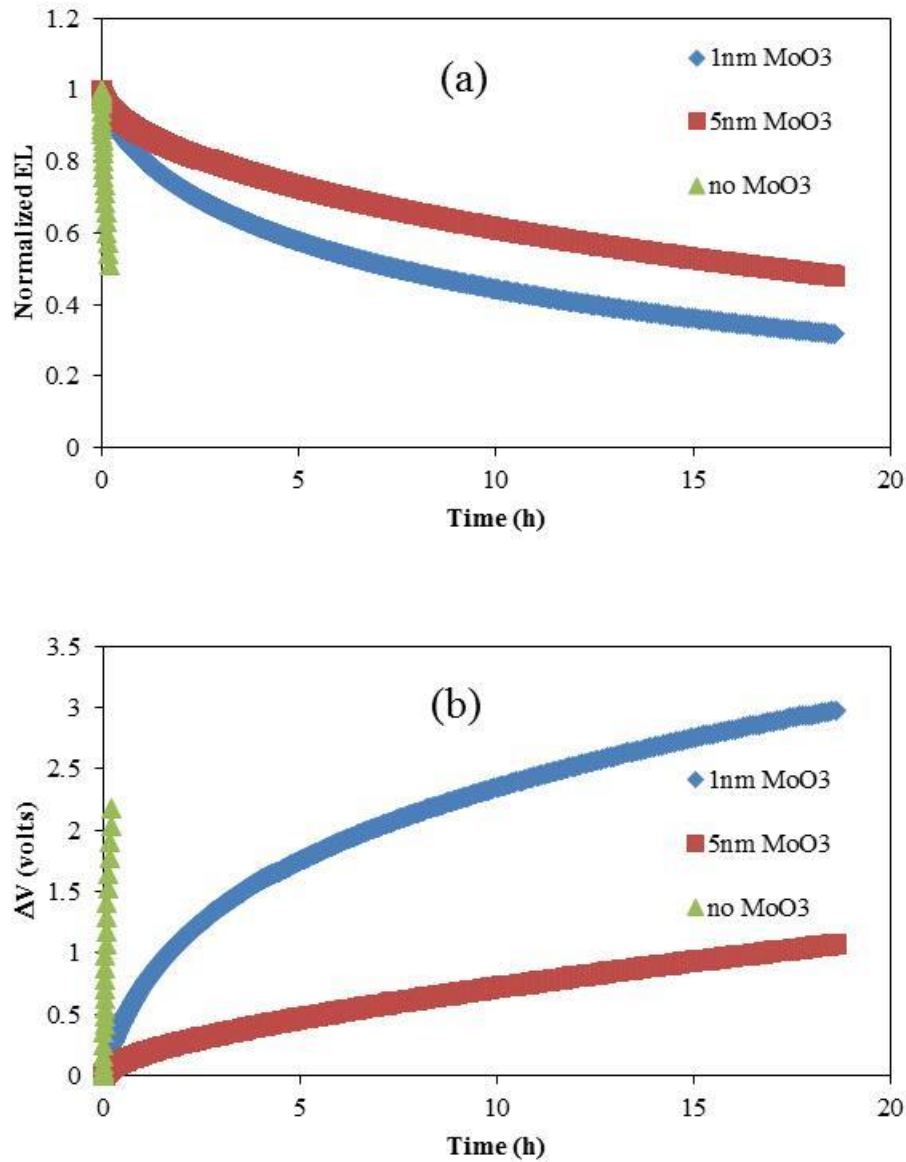 1.2
(a)
1nm MoO3
1
5nm MoO3
0.8
no MoO3
Normalized EL
0.6
0.4
0.2
0
0 5 10 15 20
Time (h)
3.5
(b)
3
2.5
1nm MoO3
2
ΔV (volts)
5nm MoO3
1.5
no MoO3
1
0.5
0
0 5 10 15 20
Time (h)